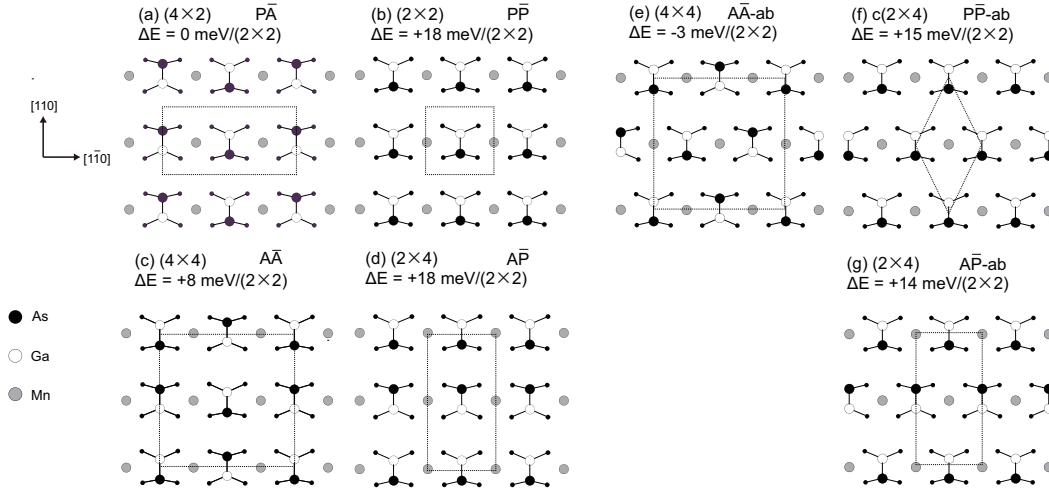 (a) (4×2) PA̅
ΔE = 0 meV/(2×2)
(b) (2×2) PP̅
ΔE = +18 meV/(2×2)
(e) (4×4) AA̅-ab
ΔE = -3 meV/(2×2)
(f) c(2×4) PP̅-ab
ΔE = +15 meV/(2×2)
[110]
[11̅0]
(c) (4×4) AA̅
ΔE = +8 meV/(2×2)
(d) (2×4) AP̅
ΔE = +18 meV/(2×2)
(g) (2×4) AP̅-ab
ΔE = +14 meV/(2×2)
As
Ga
Mn